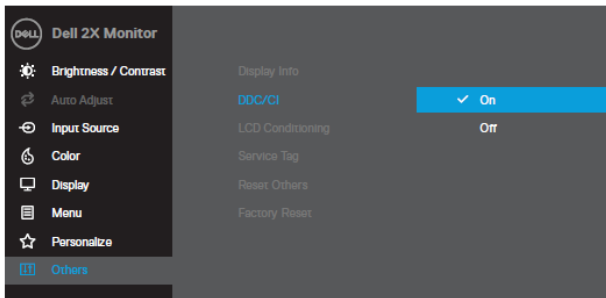 DELL Dell 2X Monitor
Brightness / Contrast
Auto Adjust
Input Source
Color
Display
Menu
Personalize
Others
Display Info
DDC/CI
LCD Conditioning
Service Tag
Reset Others
Factory Reset
On
Off